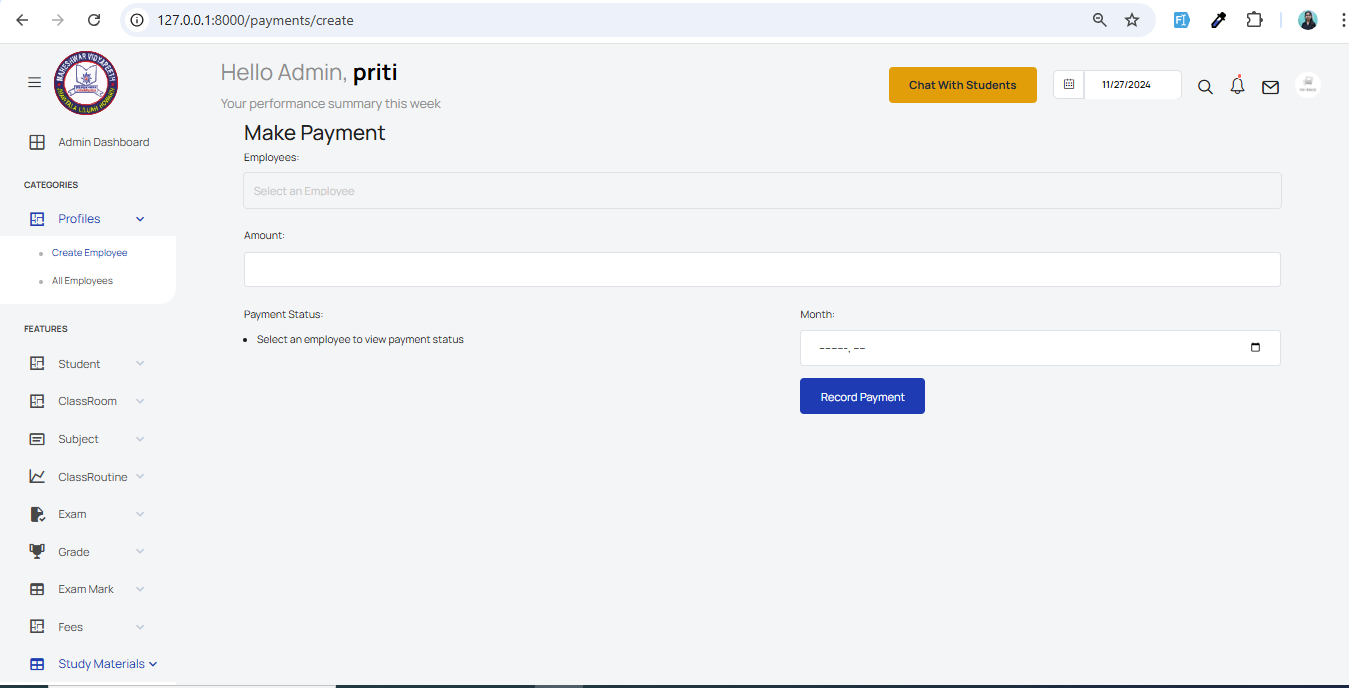 127.0.0.1:8000/payments/create
Hello Admin, priti
Your performance summary this week
Chat With Students
11/27/2024
Admin Dashboard
CATEGORIES
Profiles
Create Employee
All Employees
FEATURES
Student
ClassRoom
Subject
ClassRoutine
Exam
Grade
Exam Mark
Fees
Study Materials
Make Payment
Employees:
Select an Employee
Amount:
Payment Status:
Select an employee to view payment status
Month:
---------, ----
Record Payment